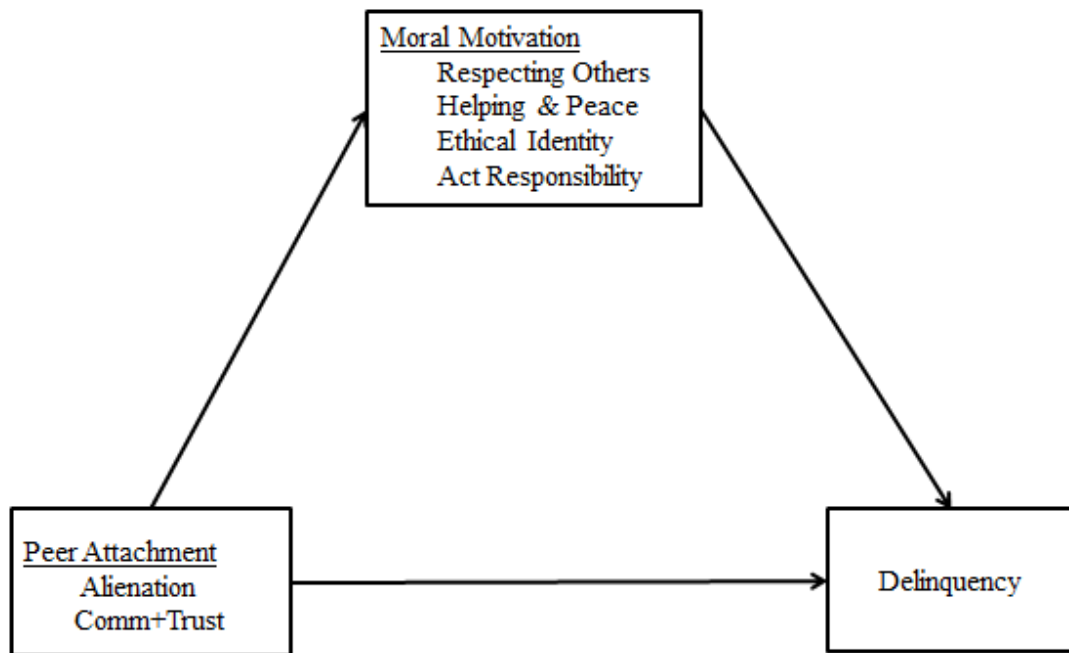 Moral Motivation
Respecting Others
Helping & Peace
Ethical Identity
Act Responsibility
Peer Attachment
Alienation
Comm+Trust
Delinquency